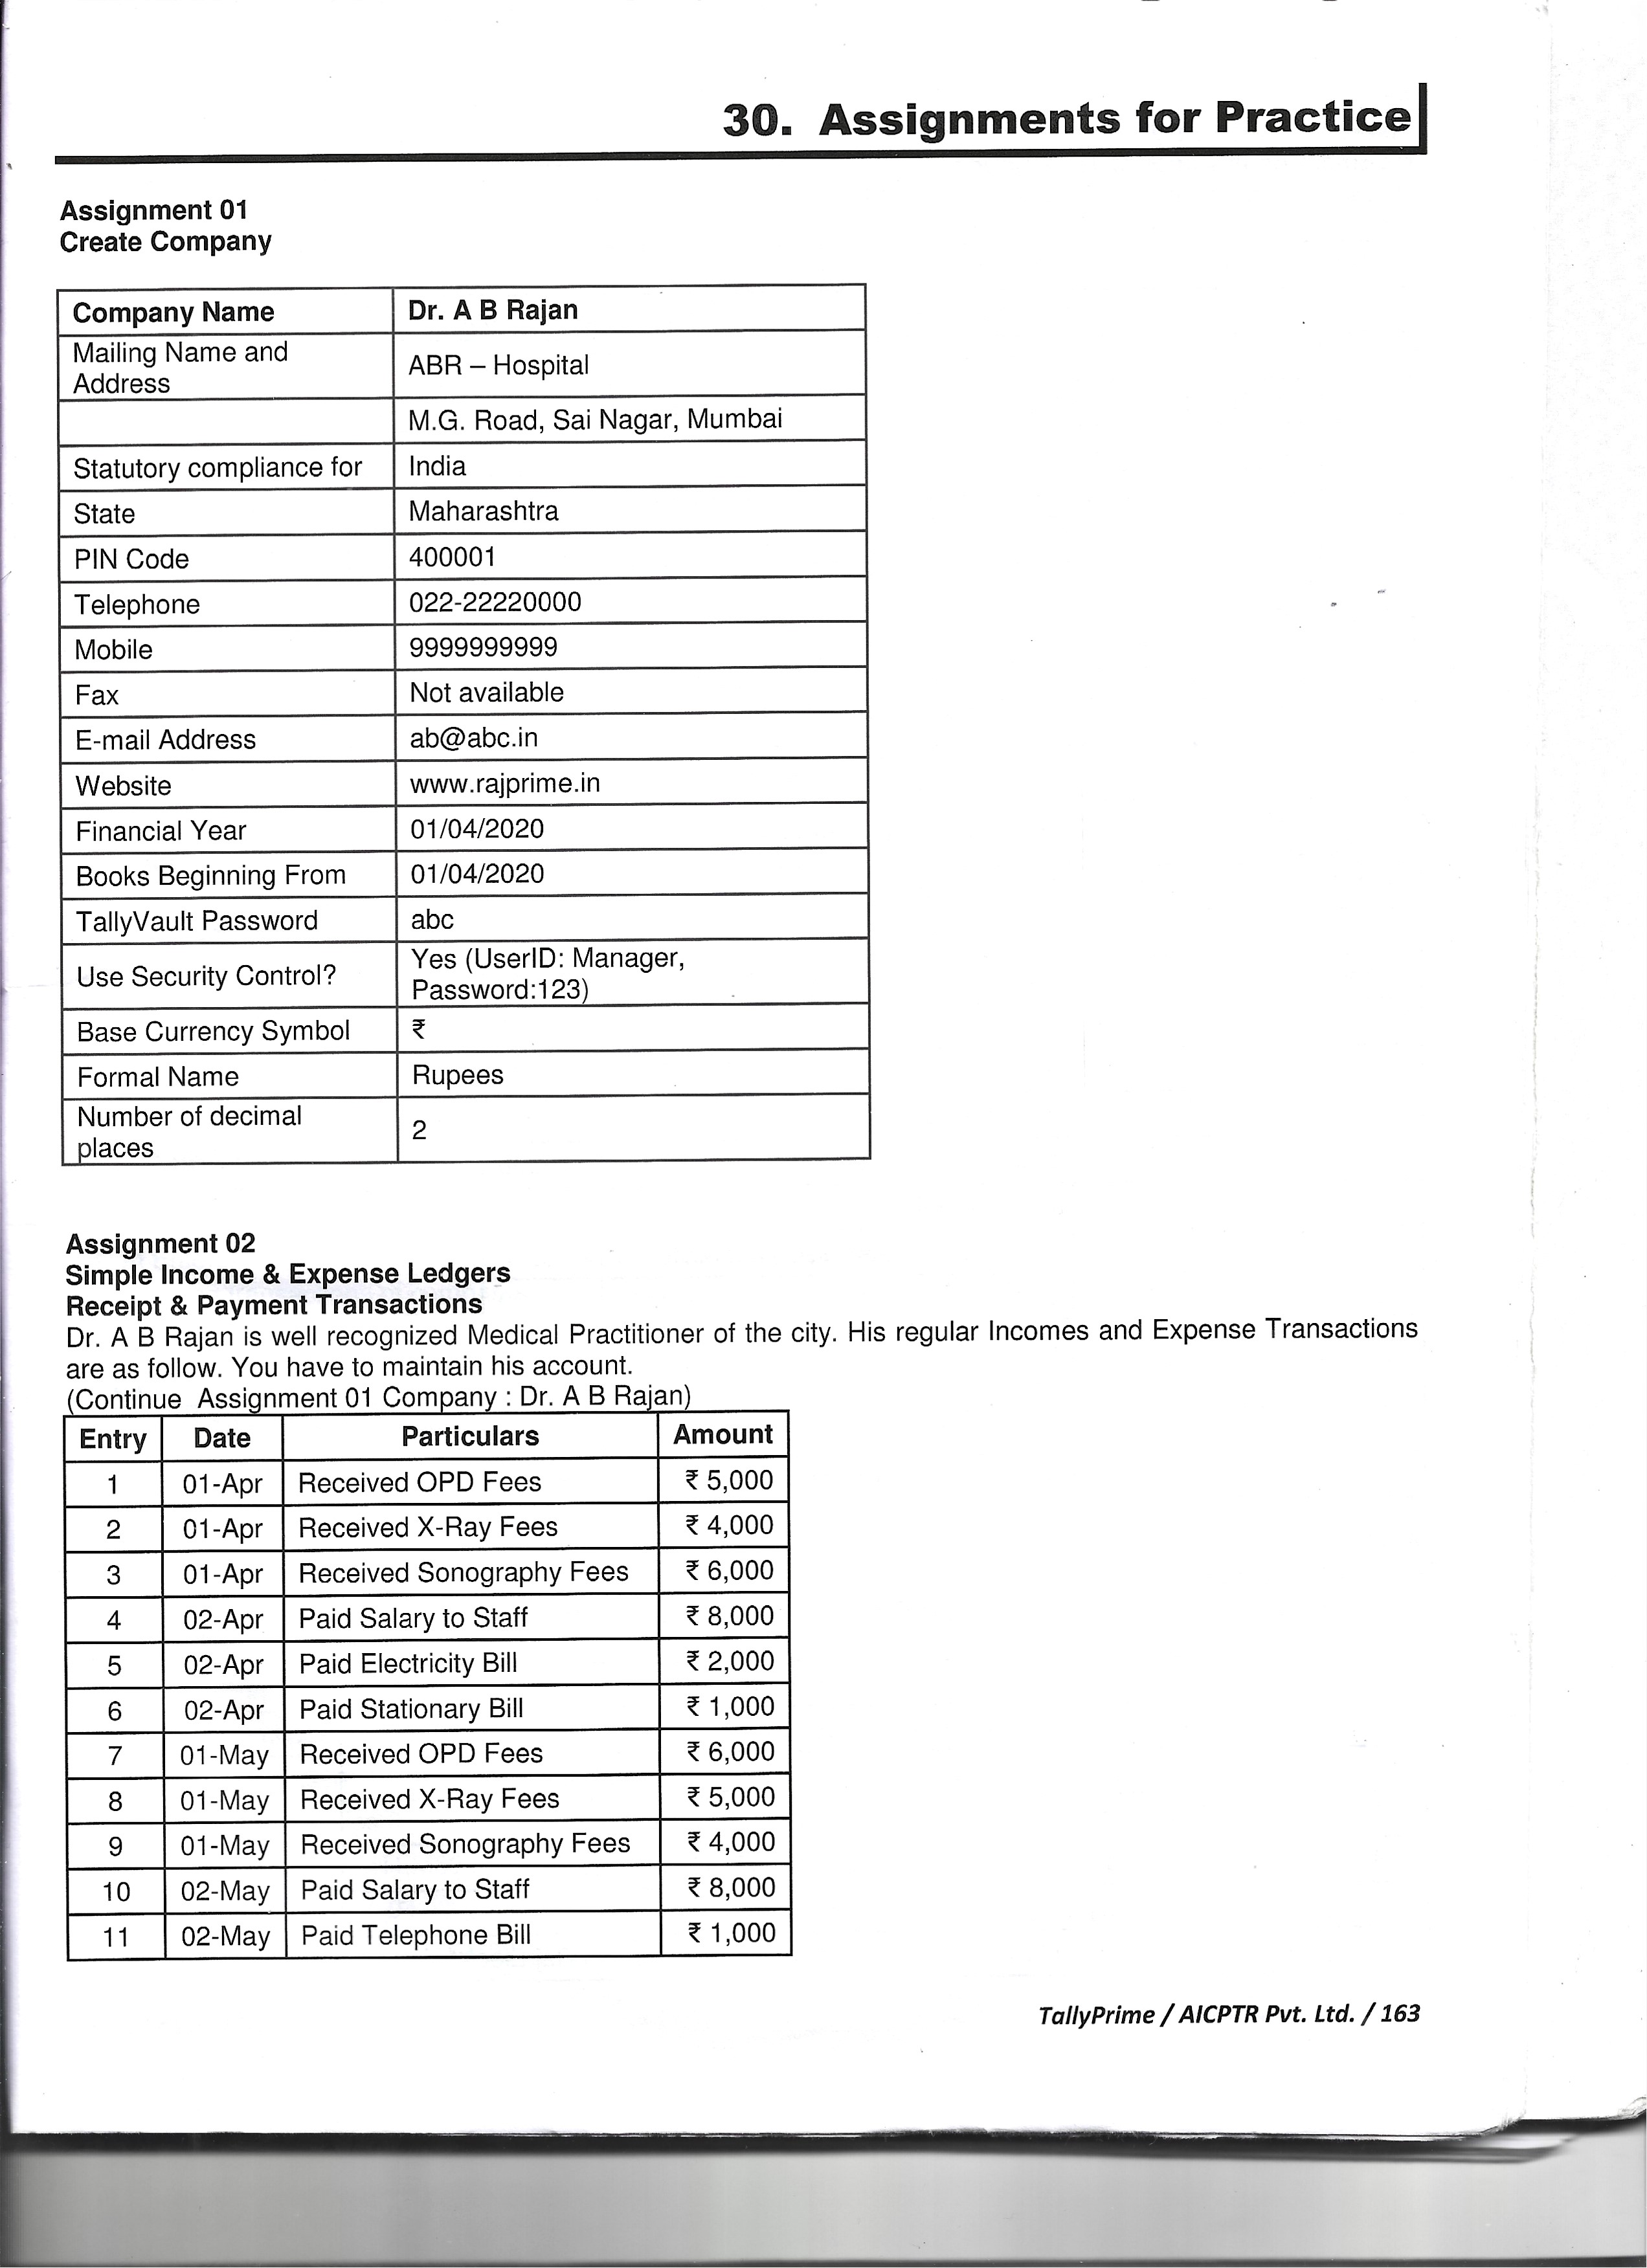 30. Assignments for Practice
Assignment 01
Create Company
Company Name Dr. A B Rajan
Mailing Name and
Address ABR – Hospital
M.G. Road, Sai Nagar, Mumbai
Statutory compliance for India
State Maharashtra
PIN Code 400001
Telephone 022-22220000
Mobile 9999999999
Fax Not available
E-mail Address ab@abc.in
Website www.rajprime.in
Financial Year 01/04/2020
Books Beginning From 01/04/2020
TallyVault Password abc
Use Security Control? Yes (UserID: Manager,
Password:123)
Base Currency Symbol ₹
Formal Name Rupees
Number of decimal
places 2
Assignment 02
Simple Income & Expense Ledgers
Receipt & Payment Transactions
Dr. A B Rajan is well recognized Medical Practitioner of the city. His regular Incomes and Expense Transactions
are as follow. You have to maintain his account.
(Continue Assignment 01 Company : Dr. A B Rajan)
Entry Date Particulars Amount
1 01-Apr Received OPD Fees ₹ 5,000
2 01-Apr Received X-Ray Fees ₹ 4,000
3 01-Apr Received Sonography Fees ₹ 6,000
4 02-Apr Paid Salary to Staff ₹ 8,000
5 02-Apr Paid Electricity Bill ₹ 2,000
6 02-Apr Paid Stationary Bill ₹ 1,000
7 01-May Received OPD Fees ₹ 6,000
8 01-May Received X-Ray Fees ₹ 5,000
9 01-May Received Sonography Fees ₹ 4,000
10 02-May Paid Salary to Staff ₹ 8,000
11 02-May Paid Telephone Bill ₹ 1,000
TallyPrime / AICPTR Pvt. Ltd. / 163